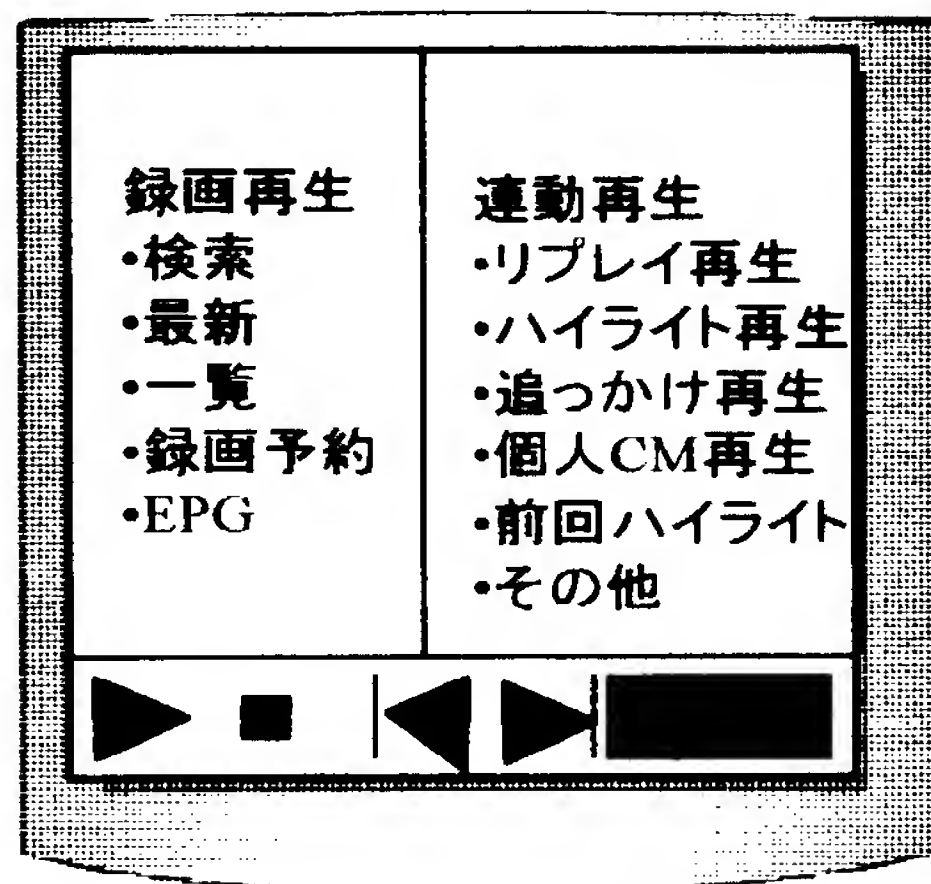 録画再生
・検索
・最新
・一覧
・録画予約
・EPG
連動再生
・リプレイ再生
・ハイライト再生
・追っかけ再生
・個人CM再生
・前回ハイライト
・その他